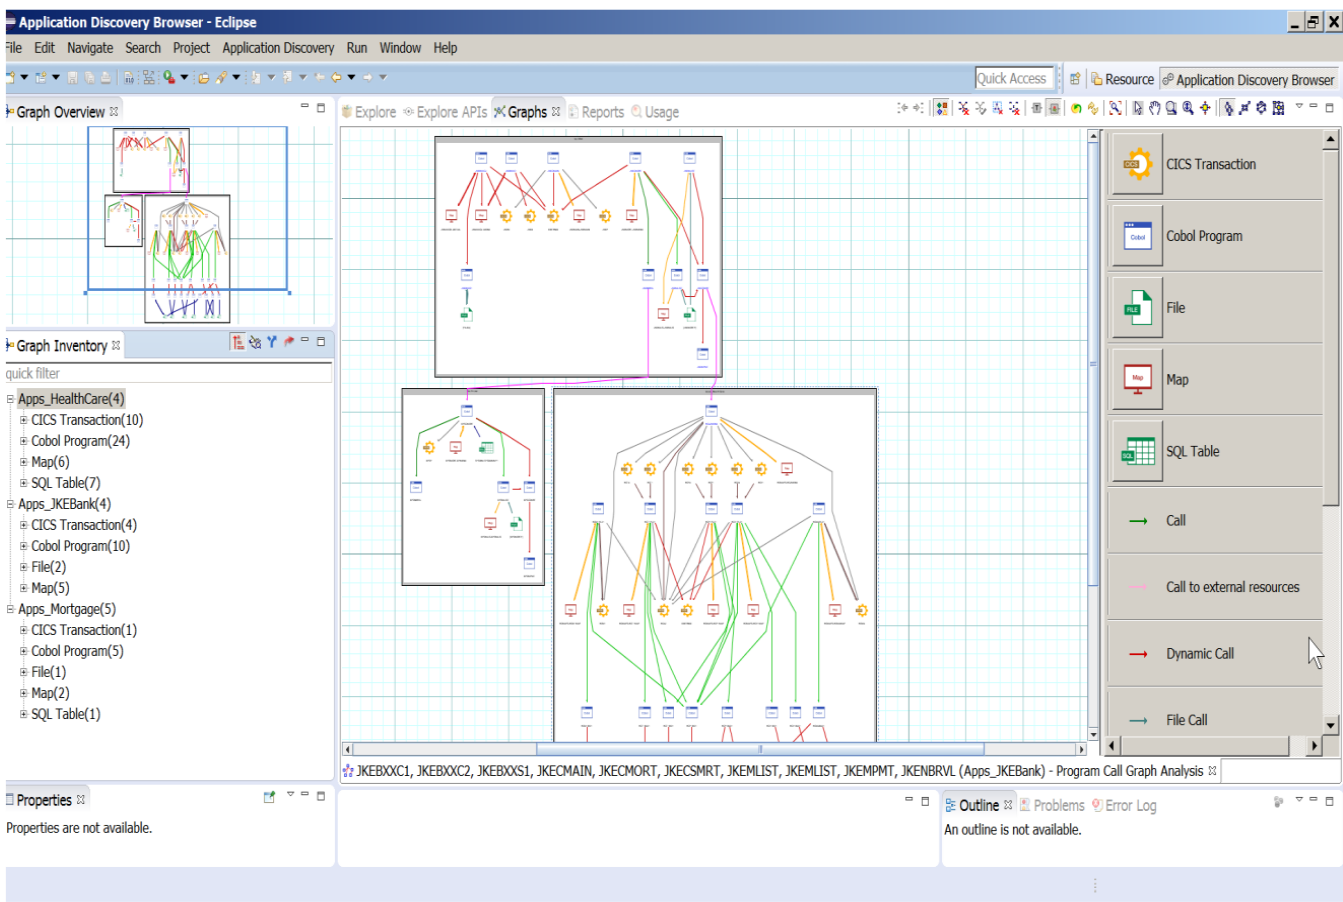 Application Discovery Browser - Eclipse
File Edit Navigate Search Project Application Discovery Run Window Help
Quick Access Resource Application Discovery Browser
Graph Overview
Explore Explore APIs Graphs Reports Usage
CICS Transaction
Cobol Program
File
Map
SQL Table
Call
Call to external resources
Dynamic Call
File Call
Graph Inventory
quick filter
Apps_HealthCare(4)
CICS Transaction(10)
Cobol Program(24)
Map(6)
SQL Table(7)
Apps_JKEBank(4)
CICS Transaction(4)
Cobol Program(10)
File(2)
Map(5)
Apps_Mortgage(5)
CICS Transaction(1)
Cobol Program(5)
File(1)
Map(2)
SQL Table(1)
JKEBXXC1, JKEBXXC2, JKEBXXS1, JKECMAIN, JKECMORT, JKECSMRT, JKEMLIST, JKEMLIST, JKEMPMT, JKENBRVL (Apps_JKEBank) - Program Call Graph Analysis
Properties
Properties are not available.
Outline Problems Error Log
An outline is not available.